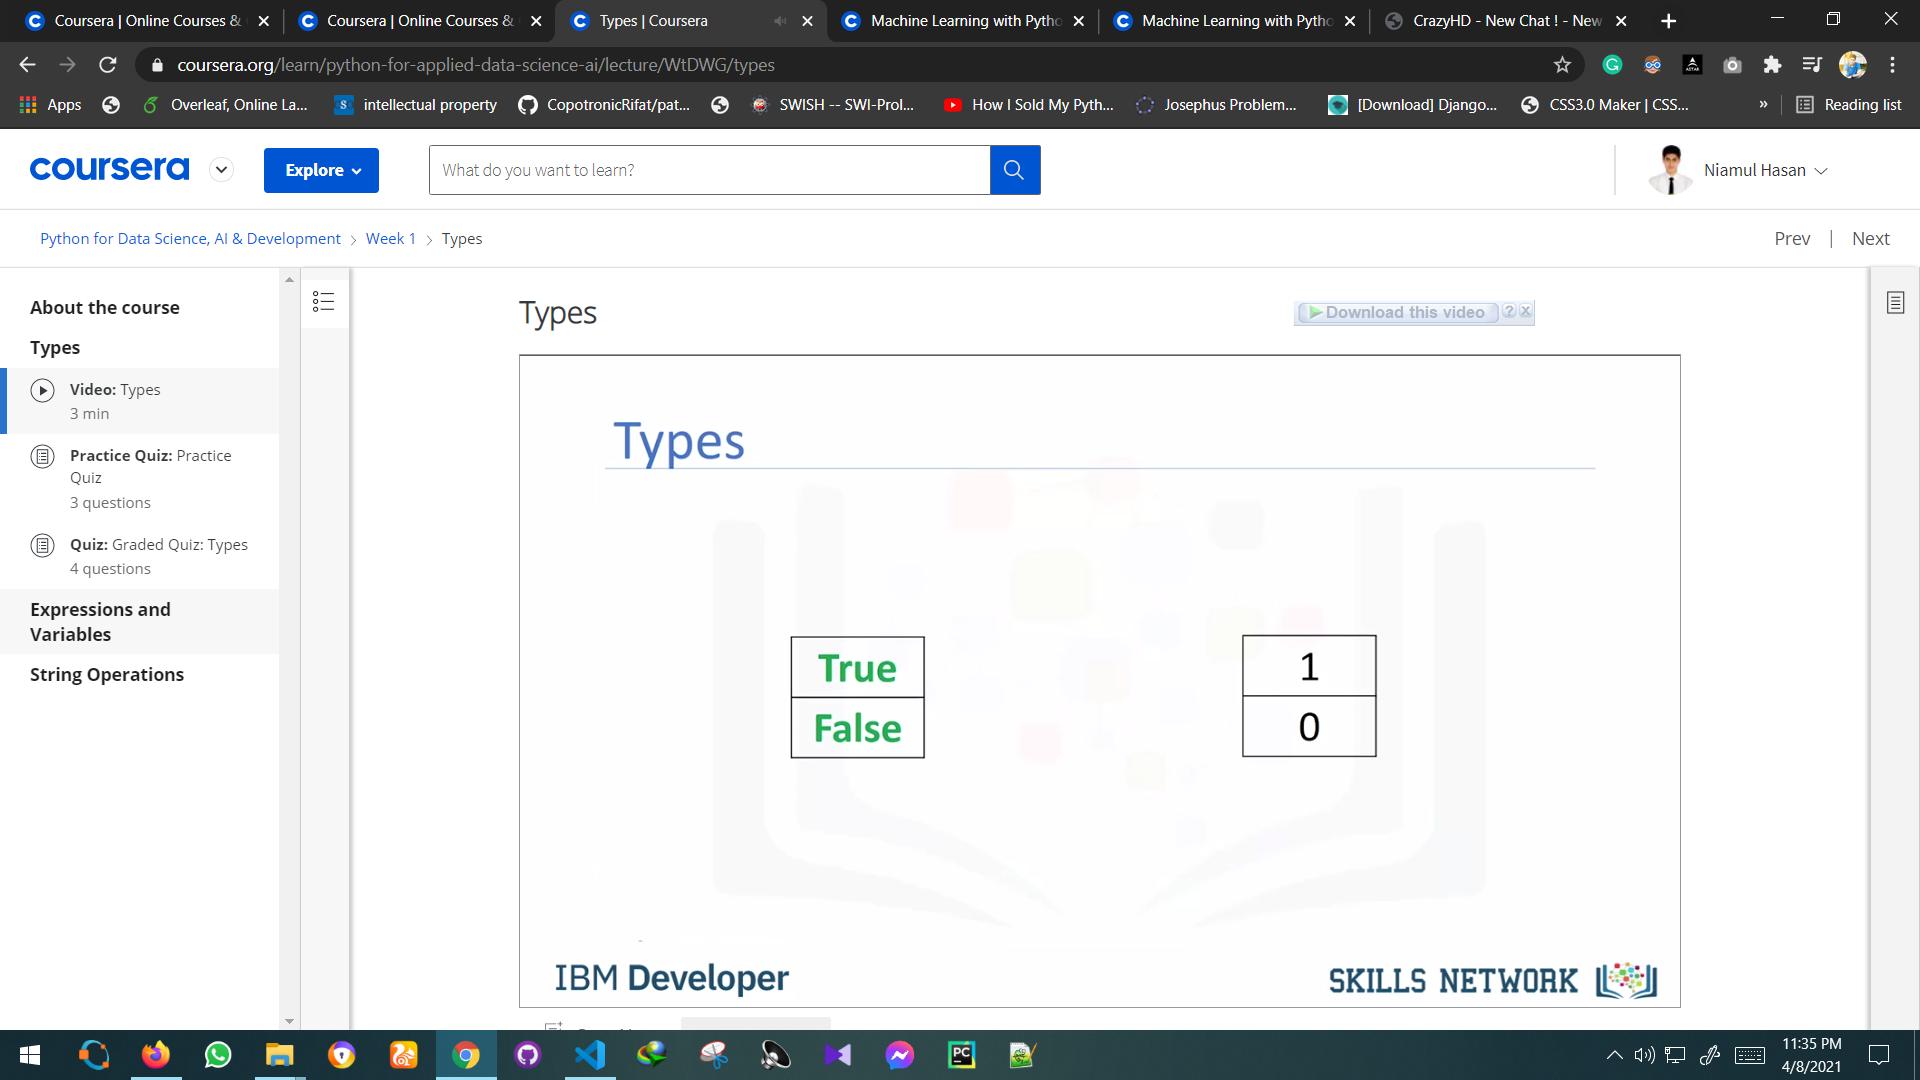 Coursera | Online Courses &
Coursera | Online Courses &
Types | Coursera
Machine Learning with Pytho
Machine Learning with Pytho
CrazyHD - New Chat ! - New
coursera.org/learn/python-for-applied-data-science-ai/lecture/WtDWG/types
Apps
Overleaf, Online La...
intellectual property
CopotronicRifat/pat...
SWISH -- SWI-Prol...
How I Sold My Pyth...
Josephus Problem...
[Download] Django...
CSS3.0 Maker | CSS...
»
Reading list
coursera
Explore
What do you want to learn?
Niamul Hasan
Python for Data Science, AI & Development > Week 1 > Types
Prev | Next
About the course
Types
Video: Types
3 min
Practice Quiz: Practice
Quiz
3 questions
Quiz: Graded Quiz: Types
4 questions
Expressions and
Variables
String Operations
Types
Download this video
?
x
Types
True
False
1
0
IBM Developer
SKILLS NETWORK
11:35 PM
4/8/2021